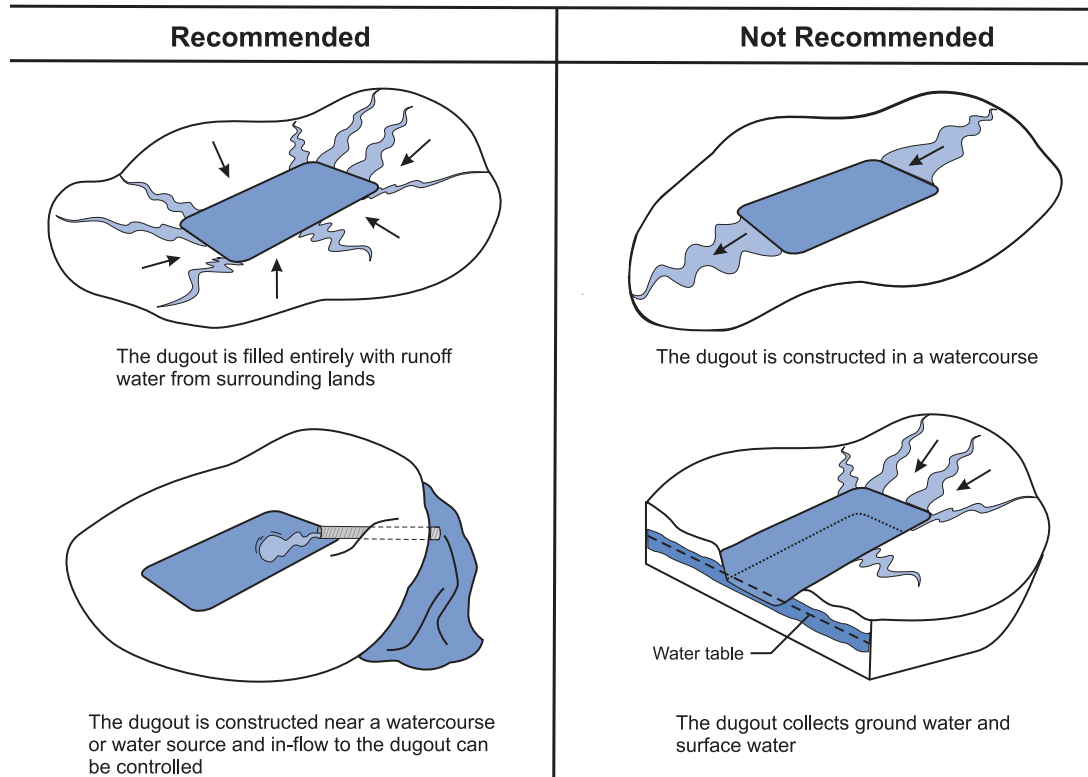 Recommended
Not Recommended
The dugout is filled entirely with runoff
water from surrounding lands
The dugout is constructed in a watercourse
The dugout is constructed near a watercourse
or water source and in-flow to the dugout can
be controlled
Water table
The dugout collects ground water and
surface water